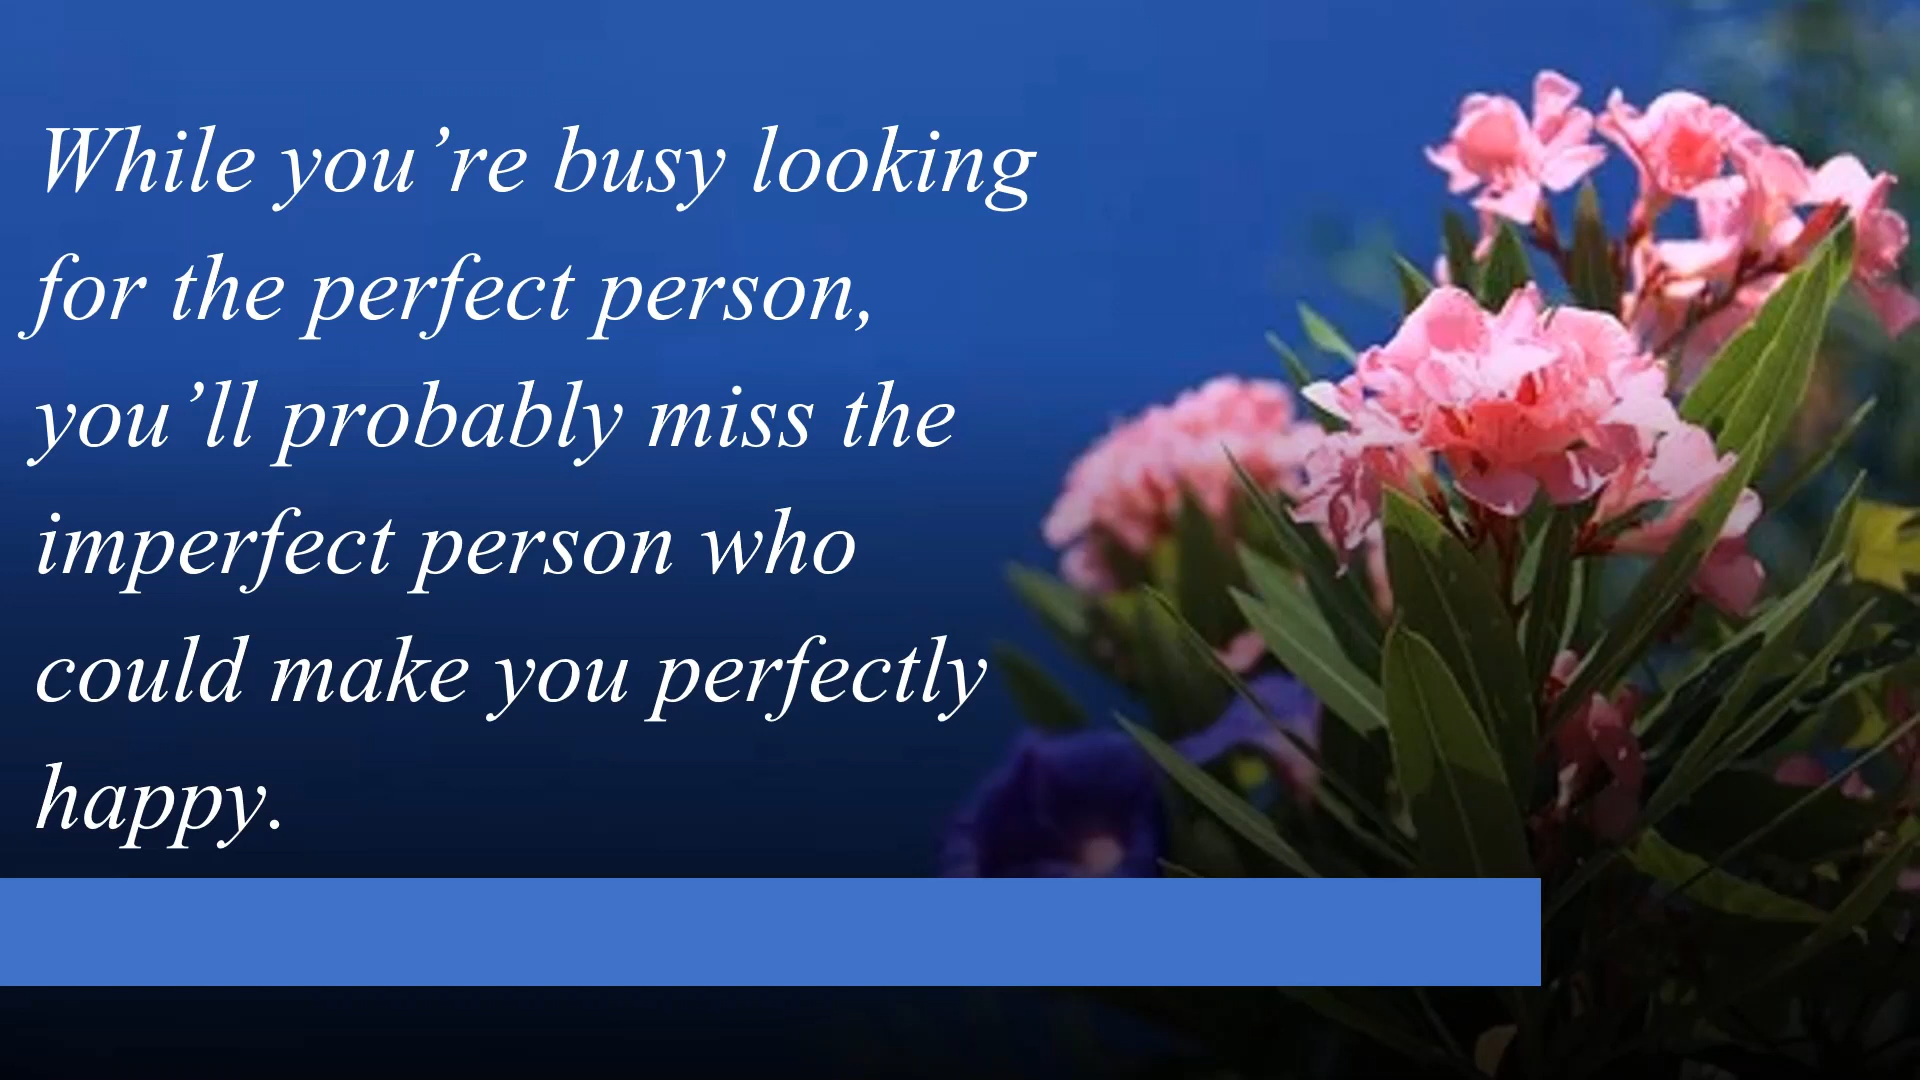 While you’re busy looking
for the perfect person,
you’ll probably miss the
imperfect person who
could make you perfectly
happy.